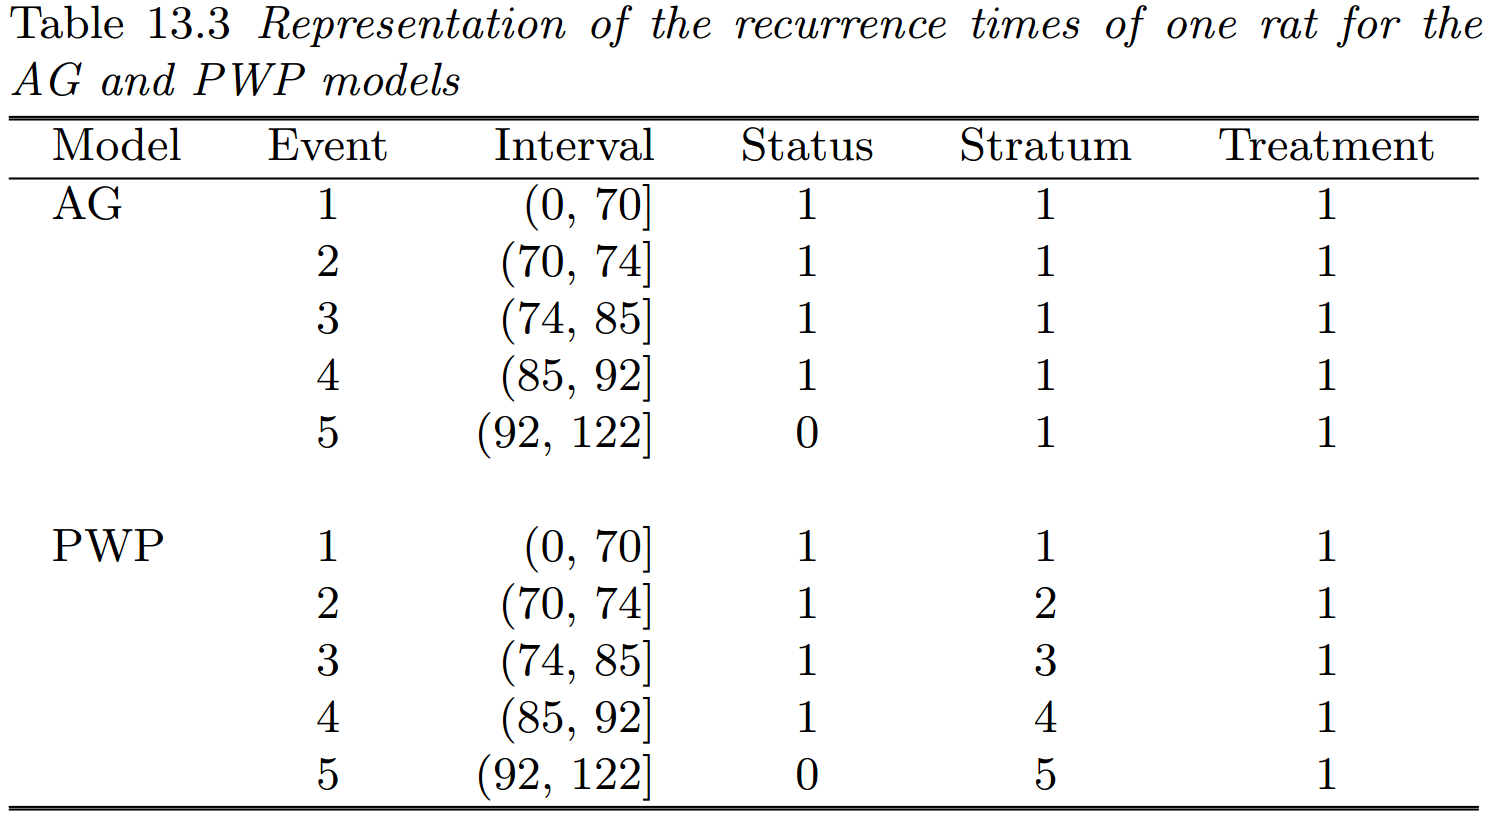 Table 13.3 Representation of the recurrence times of one rat for the
AG and PWP models
Model Event Interval Status Stratum Treatment
AG 1 (0, 70] 1 1 1
2 (70, 74] 1 1 1
3 (74, 85] 1 1 1
4 (85, 92] 1 1 1
5 (92, 122] 0 1 1
PWP 1 (0, 70] 1 1 1
2 (70, 74] 1 2 1
3 (74, 85] 1 3 1
4 (85, 92] 1 4 1
5 (92, 122] 0 5 1